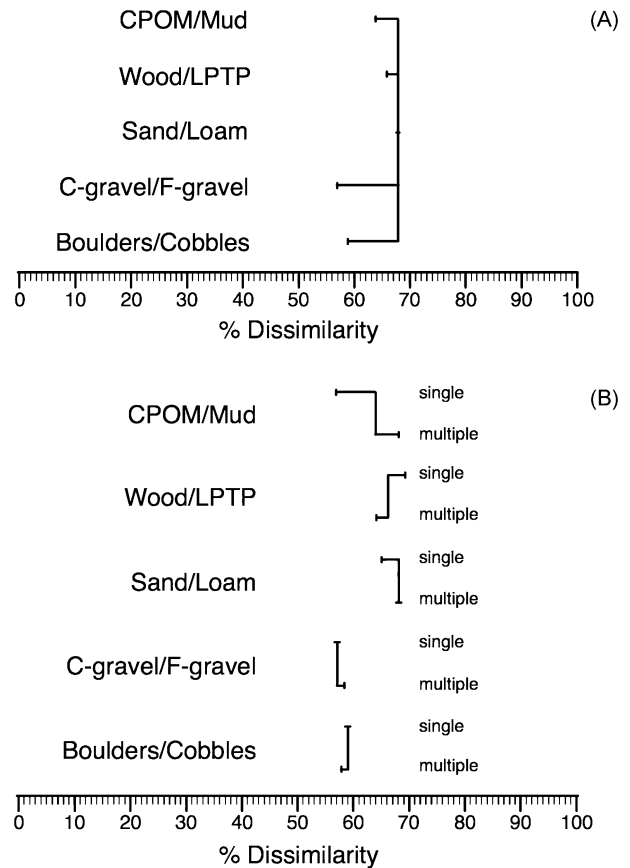 CPOM/Mud
(A)
Wood/LPTP
Sand/Loam
C-gravel/F-gravel
Boulders/Cobbles
0 10 20 30 40 50 60 70 80 90 100
% Dissimilarity
single
(B)
CPOM/Mud
multiple
single
Wood/LPTP
multiple
single
Sand/Loam
multiple
single
C-gravel/F-gravel
multiple
single
Boulders/Cobbles
multiple
0 10 20 30 40 50 60 70 80 90 100
% Dissimilarity